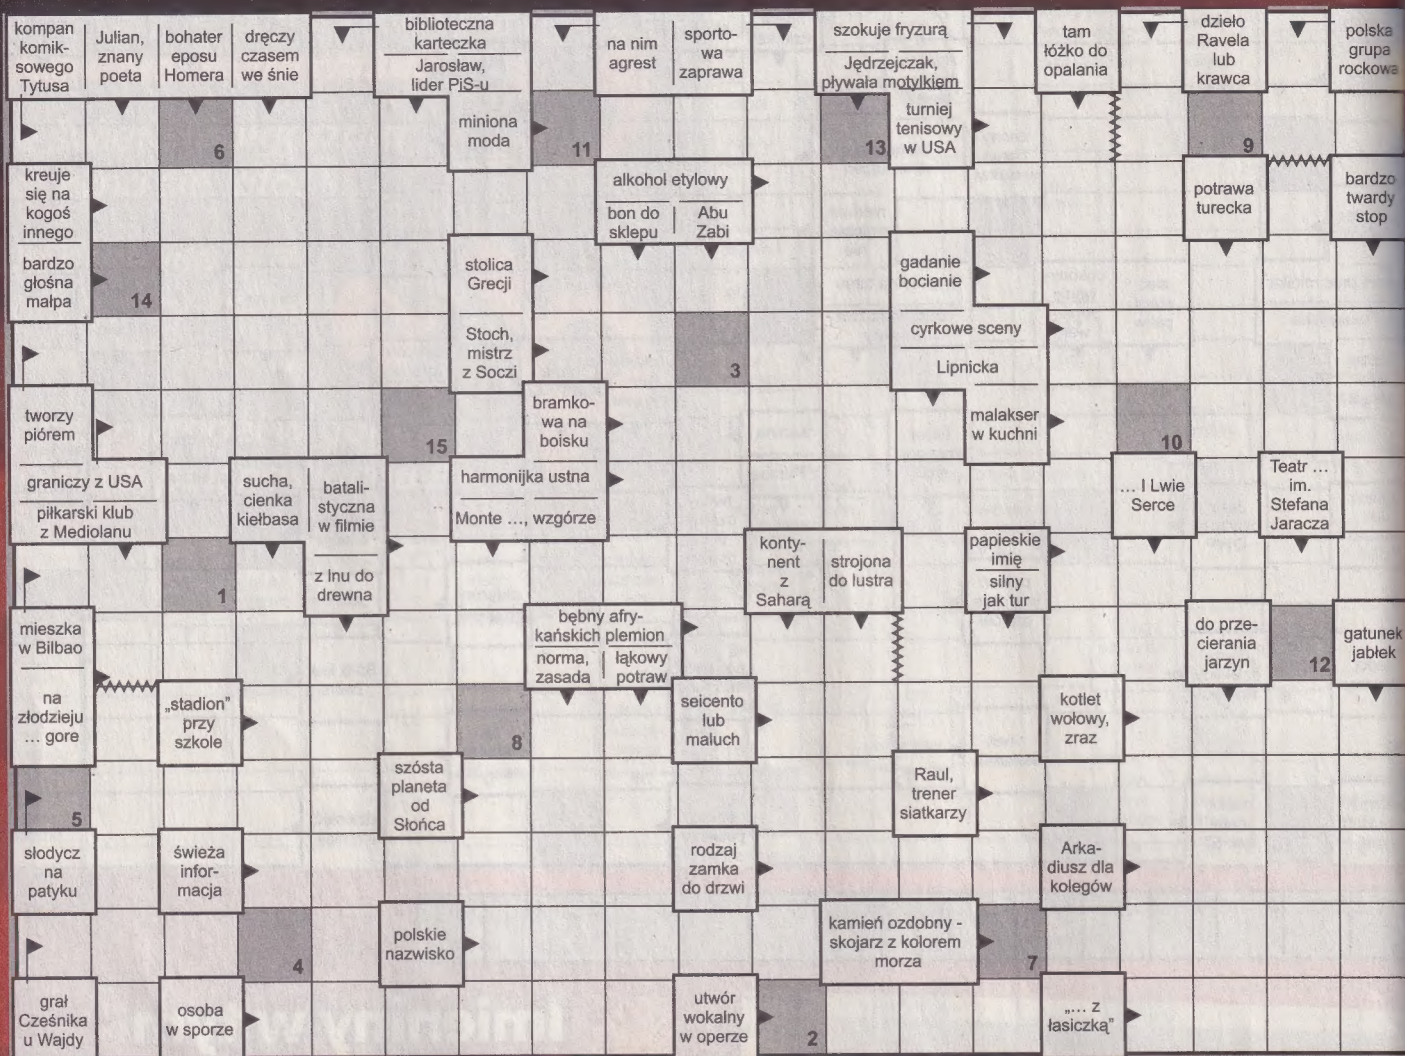 kompan
komik-
sowego
Tytusa
Julian,
znany
poeta
bohater
eposu
Homera
dręczy
czasem
we śnie
biblioteczna
karteczka
Jarosław,
lider PiS-u
na nim
agrest
sporto-
wa
zaprawa
szokuje fryzurą
Jędrzejczak,
pływała motylkiem
tam
łóżko do
opalania
dzieło
Ravela
lub
krawca
polska
grupa
rockowa
6
miniona
moda
11
13
turniej
tenisowy
w USA
9
kreuje
się na
kogoś
innego
alkohol etylowy
bon do
sklepu
Abu
Zabi
potrawa
turecka
bardzo
twardy
stop
bardzo
głośna
małpa
14
stolica
Grecji
gadanie
bocianie
Stoch,
mistrz
z Soczi
3
cyrkowe sceny
Lipnicka
tworzy
piórem
15
bramko-
wa na
boisku
malakser
w kuchni
10
graniczy z USA
piłkarski klub
z Mediolanu
sucha,
cienka
kiełbasa
batali-
styczna
w filmie
harmonijka ustna
Monte ..., wzgórze
... I Lwie
Serce
Teatr ...
im.
Stefana
Jaracza
1
z lnu do
drewna
konty-
nent
z
Saharą
strojona
do lustra
papieskie
imię
silny
jak tur
mieszka
w Bilbao
bębny afry-
kańskich plemion
norma,
zasada
łąkowy
potraw
do prze-
cierania
jarzyn
12
gatunek
jabłek
na
złodzieju
... gore
„stadion”
przy
szkole
8
seicento
lub
maluch
kotlet
wołowy,
zraz
5
szósta
planeta
od
Słońca
Raul,
trener
siatkarzy
słodycz
na
patyku
świeża
infor-
macja
rodzaj
zamka
do drzwi
Arka-
diusz dla
kolegów
4
polskie
nazwisko
kamień ozdobny -
skojarz z kolorem
morza
7
grał
Cześnika
u Wajdy
osoba
w sporze
utwór
wokalny
w operze
2
„... z
łasiczką”